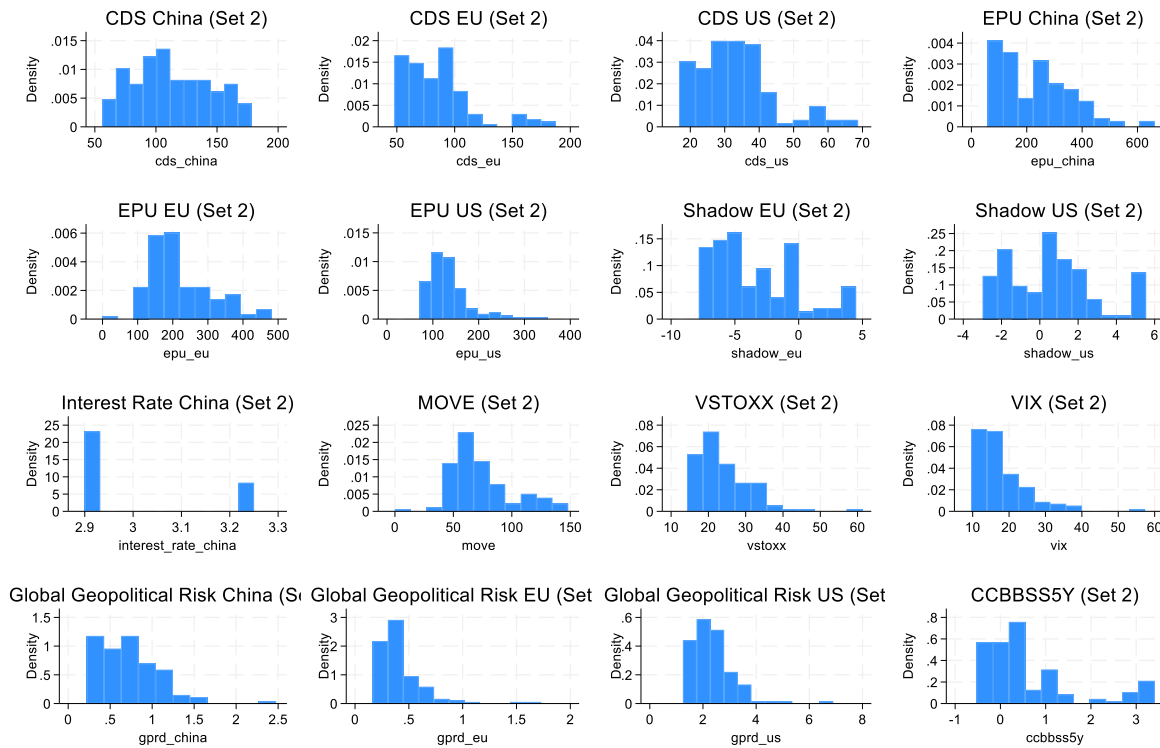 CDS China (Set 2)
Density
.015
.01
.005
0
50 100 150 200
cds_china
CDS EU (Set 2)
Density
.02
.015
.01
.005
0
50 100 150 200
cds_eu
CDS US (Set 2)
Density
.04
.03
.02
.01
0
20 30 40 50 60 70
cds_us
EPU China (Set 2)
Density
.004
.003
.002
.001
0
0 200 400 600
epu_china
EPU EU (Set 2)
Density
.006
.004
.002
0
0 100 200 300 400 500
epu_eu
EPU US (Set 2)
Density
.015
.01
.005
0
0 100 200 300 400
epu_us
Shadow EU (Set 2)
Density
.15
.1
.05
0
-10 -5 0 5
shadow_eu
Shadow US (Set 2)
Density
.25
.2
.15
.1
.05
0
-4 -2 0 2 4 6
shadow_us
Interest Rate China (Set 2)
Density
25
20
15
10
5
0
2.9 3 3.1 3.2 3.3
interest_rate_china
MOVE (Set 2)
Density
.025
.02
.015
.01
.005
0
0 50 100 150
move
VSTOXX (Set 2)
Density
.08
.06
.04
.02
0
10 20 30 40 50 60
vstoxx
VIX (Set 2)
Density
.08
.06
.04
.02
0
10 20 30 40 50 60
vix
Global Geopolitical Risk China (Se
Density
1.5
1
.5
0
0 .5 1 1.5 2 2.5
gprd_china
Global Geopolitical Risk EU (Set
Density
3
2
1
0
0 .5 1 1.5 2
gprd_eu
Global Geopolitical Risk US (Set
Density
.6
.4
.2
0
0 2 4 6 8
gprd_us
CCBBSS5Y (Set 2)
Density
.8
.6
.4
.2
0
-1 0 1 2 3
ccbbss5y